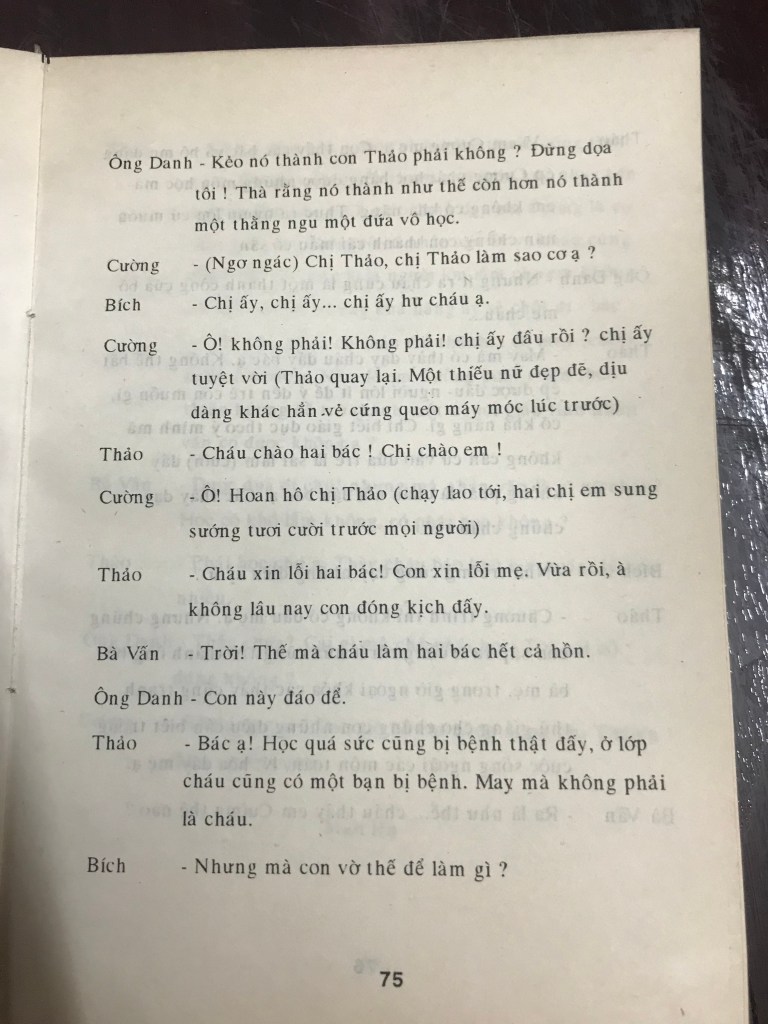 Ông Danh - Kẻo nó thành con Thảo phải không ? Đừng dọa
tôi ! Thà rằng nó thành như thế còn hơn nó thành
một thằng ngu một đứa vô học.
Cường - (Ngơ ngác) Chị Thảo, chị Thảo làm sao cơ ạ ?
Bích - Chị ấy, chị ấy... chị ấy hư cháu ạ.
Cường - Ô! không phải! Không phải! chị ấy đâu rồi ? chị ấy
tuyệt vời (Thảo quay lại. Một thiếu nữ đẹp đẽ, dịu
dàng khác hẳn vẻ cứng queo máy móc lúc trước)
Thảo - Cháu chào hai bác ! Chị chào em !
Cường - Ô! Hoan hô chị Thảo (chạy lao tới, hai chị em sung
sướng tươi cười trước mọi người)
Thảo - Cháu xin lỗi hai bác! Con xin lỗi mẹ. Vừa rồi, à
không lâu nay con đóng kịch đấy.
Bà Vấn - Trời! Thế mà cháu làm hai bác hết cả hồn.
Ông Danh - Con này đáo để.
Thảo - Bác ạ! Học quá sức cũng bị bệnh thật đấy, ở lớp
cháu cũng có một bạn bị bệnh. May mà không phải
là cháu.
Bích - Nhưng mà con vờ thế để làm gì ?
75